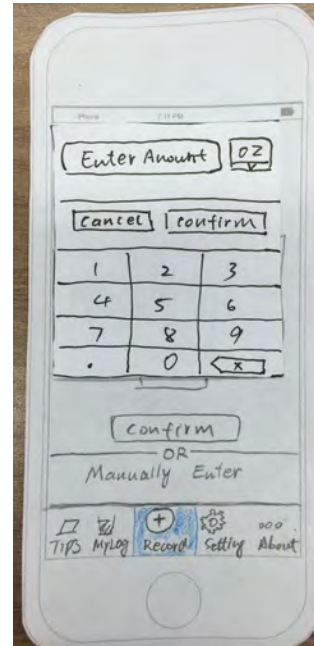 iPhone 7:11 PM
Enter Anount OZ
Cancel Confirm
1 2 3
4 5 6
7 8 9
. 0 x
Confirm
OR
Manually Enter
TIPS MyLog Record Setting About